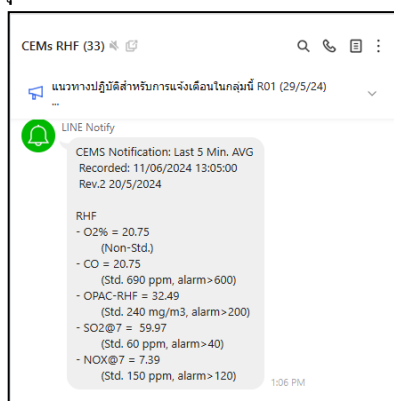 CEMs RHF (33)
แนวทางปฏิบัติสำหรับการแจ้งเตือนในกลุ่มนี้ R01 (29/5/24)
...
LINE Notify
CEMS Notification: Last 5 Min. AVG
Recorded: 11/06/2024 13:05:00
Rev.2 20/5/2024
RHF
- O2% = 20.75
(Non-Std.)
- CO = 20.75
(Std. 690 ppm, alarm>600)
- OPAC-RHF = 32.49
(Std. 240 mg/m3, alarm>200)
- SO2@7 =  59.97
(Std. 60 ppm, alarm>40)
- NOX@7 = 7.39
(Std. 150 ppm, alarm>120)
1:06 PM